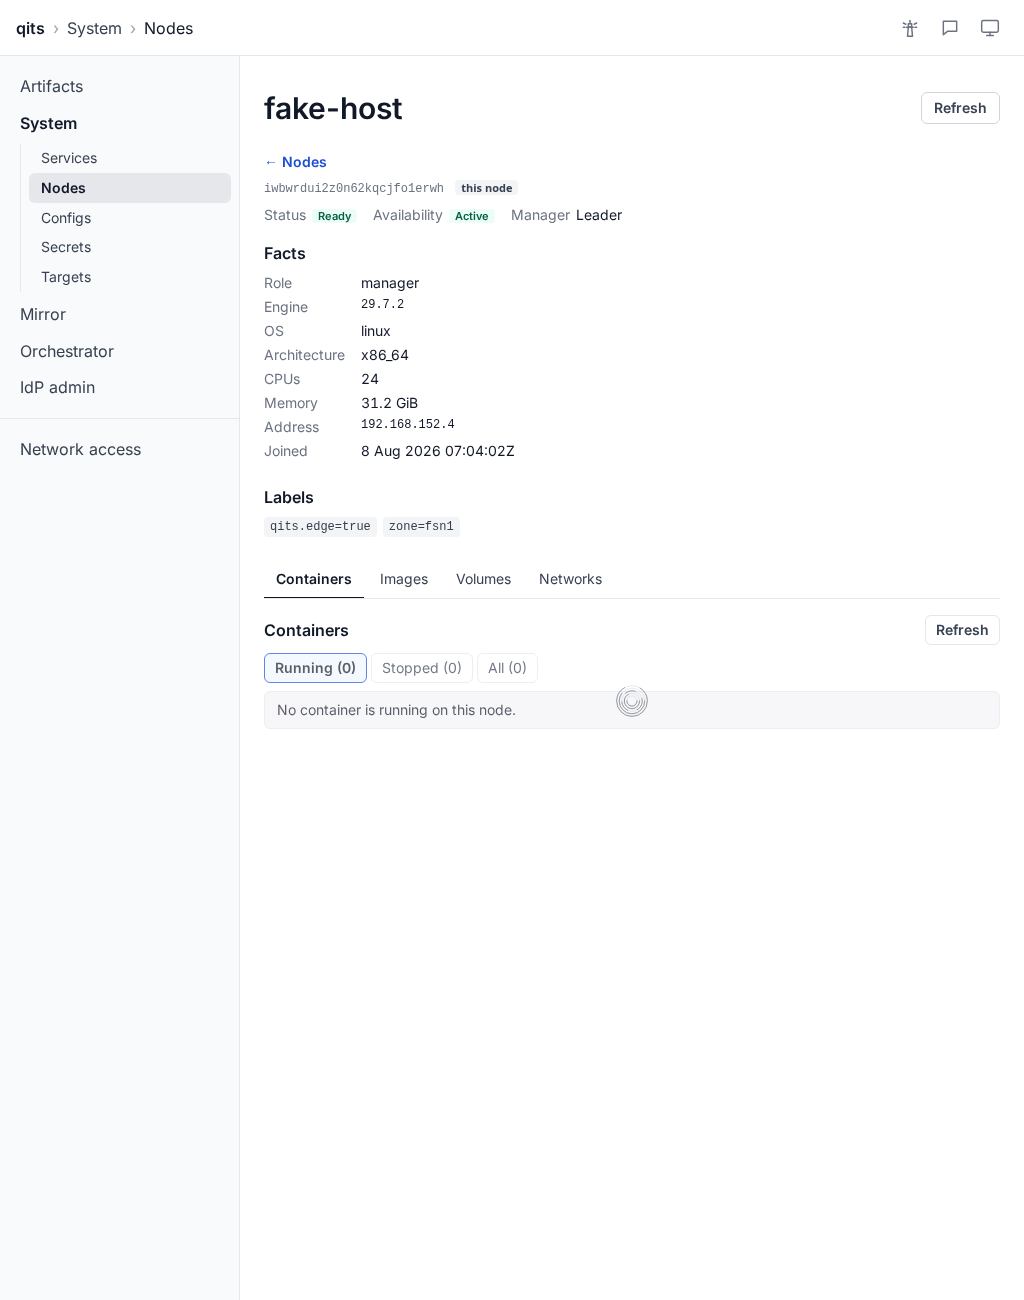 qits › System › Nodes
Artifacts
System
Services
Nodes
Configs
Secrets
Targets
Mirror
Orchestrator
IdP admin
Network access
fake-host
Refresh
← Nodes
iwbwrdui2z0n62kqcjfo1erwh this node
Status Ready Availability Active Manager Leader
Facts
Role manager
Engine 29.7.2
OS linux
Architecture x86_64
CPUs 24
Memory 31.2 GiB
Address 192.168.152.4
Joined 8 Aug 2026 07:04:02Z
Labels
qits.edge=true zone=fsn1
Containers Images Volumes Networks
Containers
Refresh
Running (0) Stopped (0) All (0)
No container is running on this node.